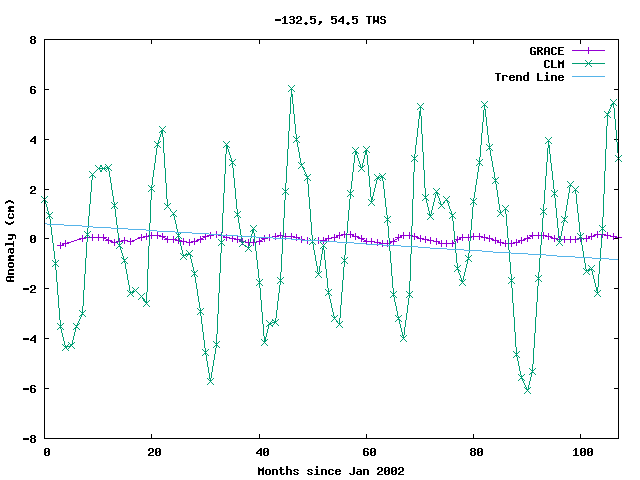 -132.5, 54.5 TWS
GRACE
CLM
Trend Line
8
6
4
2
0
-2
-4
-6
-8
Anomaly (cm)
0 20 40 60 80 100
Months since Jan 2002